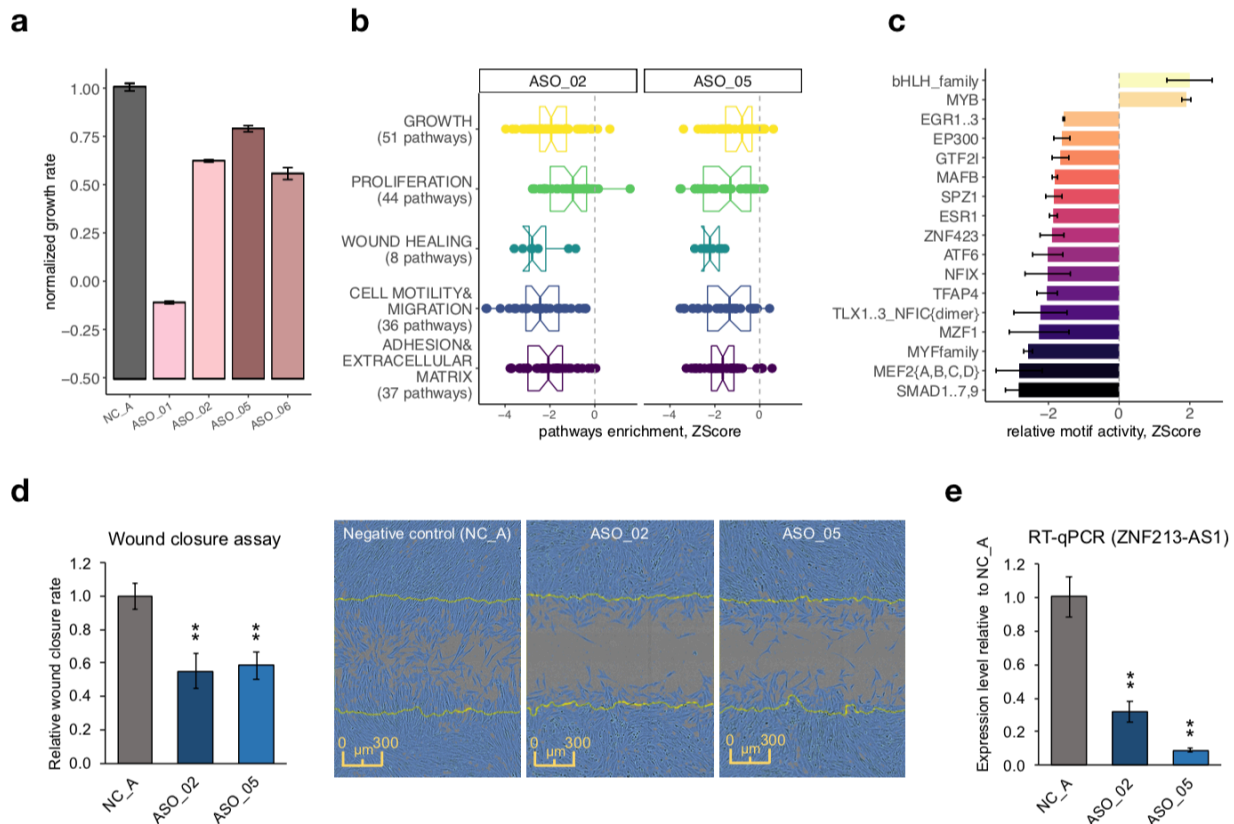 a
normalized growth rate
1.00
0.75
0.50
0.25
0.00
−0.25
−0.50
NC_A
ASO_01
ASO_02
ASO_05
ASO_06
b
ASO_02
ASO_05
GROWTH
(51 pathways)
PROLIFERATION
(44 pathways)
WOUND HEALING
(8 pathways)
CELL MOTILITY&
MIGRATION
(36 pathways)
ADHESION&
EXTRACELLULAR
MATRIX
(37 pathways)
−4 −2 0
−4 −2 0
pathways enrichment, ZScore
c
bHLH_family
MYB
EGR1..3
EP300
GTF2I
MAFB
SPZ1
ESR1
ZNF423
ATF6
NFIX
TFAP4
TLX1..3_NFIC{dimer}
MZF1
MYFfamily
MEF2{A,B,C,D}
SMAD1..7,9
−2 0 2
relative motif activity, ZScore
d
Wound closure assay
Relative wound closure rate
1.2
1.0
0.8
0.6
0.4
0.2
0.0
**
**
NC_A
ASO_02
ASO_05
Negative control (NC_A)
0 µm 300
ASO_02
0 µm 300
ASO_05
0 µm 300
e
RT-qPCR (ZNF213-AS1)
Expression level relative to NC_A
1.2
1.0
0.8
0.6
0.4
0.2
0.0
**
**
NC_A
ASO_02
ASO_05